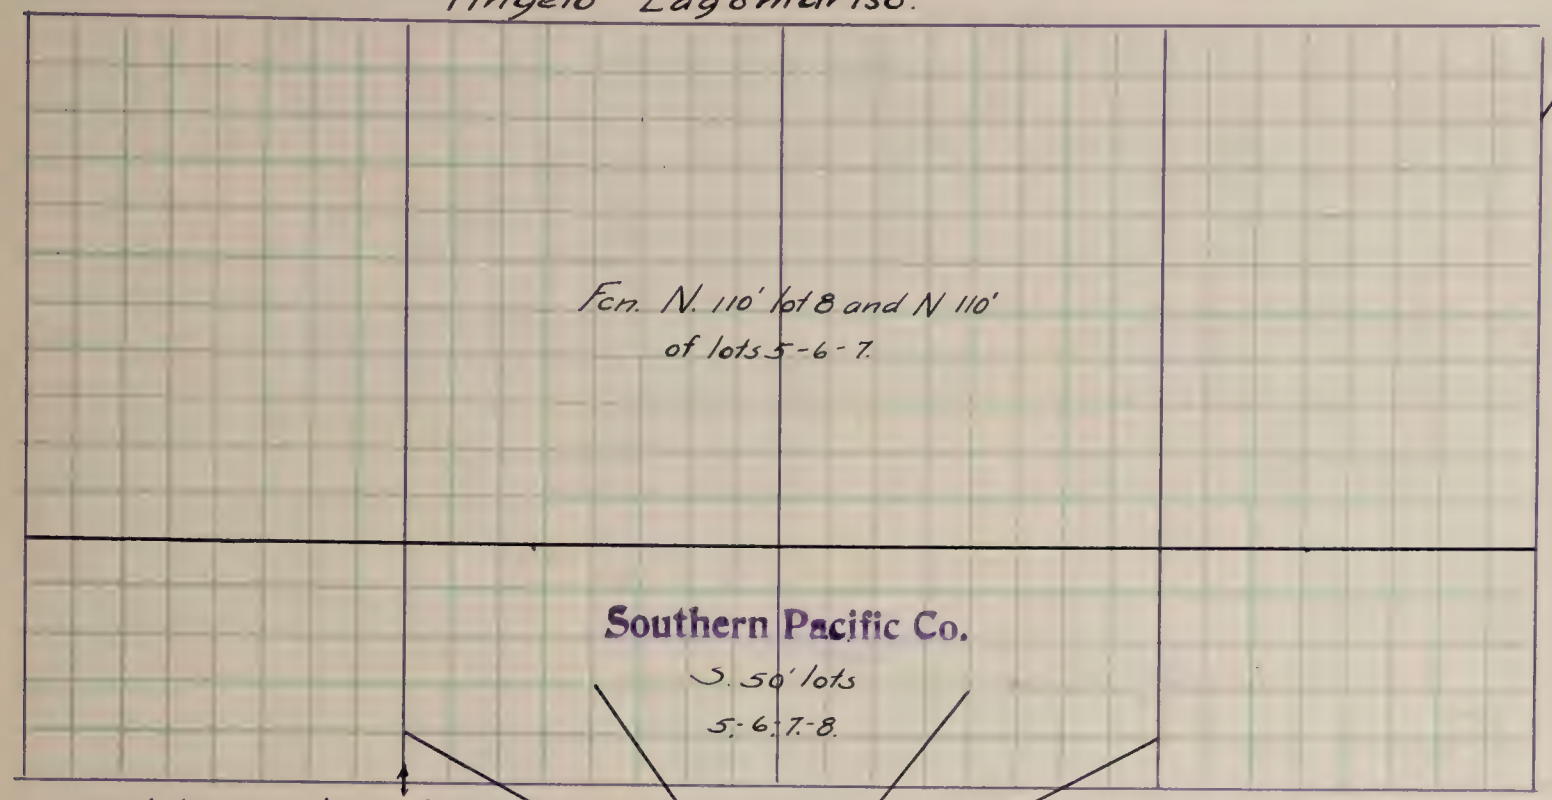 Angelo Lagomariso.
Fcn. N. 110' lot 8 and N 110'
of lots 5-6-7.
Southern Pacific Co.
S. 50' lots
5-6-7-8.